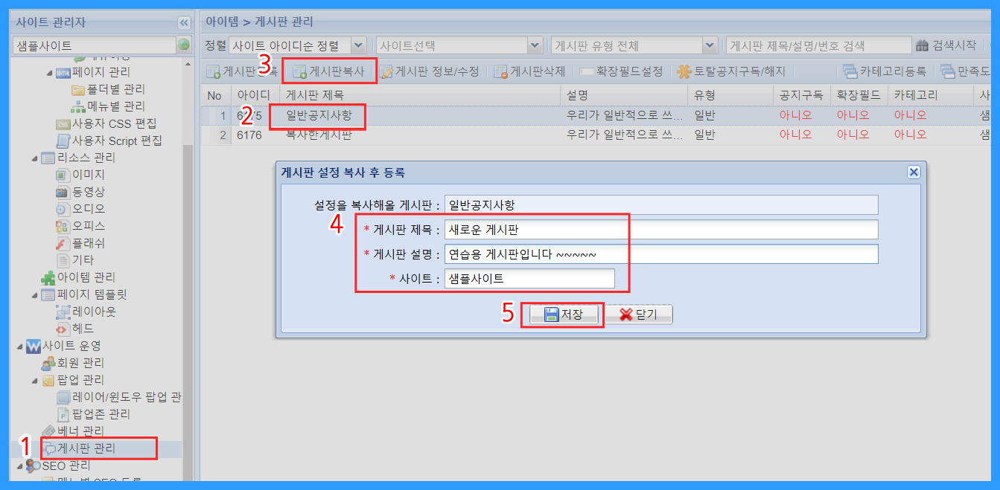 사이트 관리자
샘플사이트
페이지 관리
폴더별 관리
메뉴별 관리
사용자 CSS 편집
사용자 Script 편집
리소스 관리
이미지
동영상
오디오
오피스
플래쉬
기타
아이템 관리
페이지 템플릿
레이아웃
헤드
사이트 운영
회원 관리
팝업 관리
레이어/윈도우 팝업 관
팝업존 관리
베너 관리
1 게시판 관리
SEO 관리
아이템 > 게시판 관리
정렬 사이트 아이디순 정렬 사이트선택 게시판 유형 전체 게시판 제목/설명/번호 검색 검색시작
3 게시판복사 게시판 정보/수정 게시판삭제 확장필드설정 토탈공지구독/해지 카테고리등록 만족도
No 아이디 게시판 제목 설명 유형 공지구독 확장필드 카테고리 사
1 2 일반공지사항 우리가 일반적으로 쓰... 일반 아니오 아니오 아니오 샘
2 6176 복사한게시판 우리가 일반적으로 쓰... 일반 아니오 아니오 아니오 샘
게시판 설정 복사 후 등록
설정을 복사해올 게시판 : 일반공지사항
4 * 게시판 제목 : 새로운 게시판
* 게시판 설명 : 연습용 게시판입니다 ~~~~~
* 사이트 : 샘플사이트
5 저장 닫기